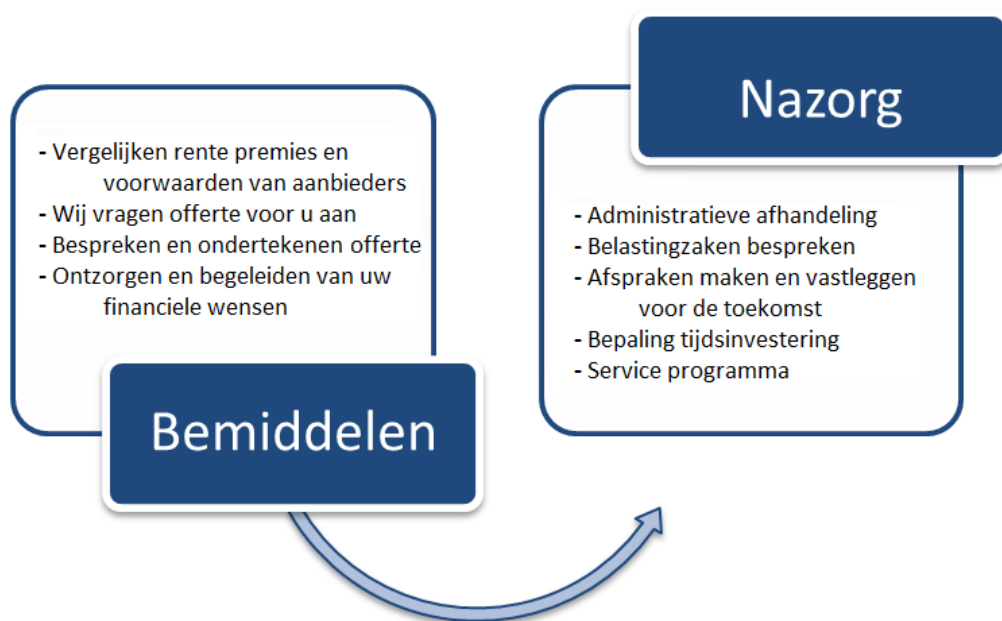 - Vergelijken rente premies en
voorwaarden van aanbieders
- Wij vragen offerte voor u aan
- Bespreken en ondertekenen offerte
- Ontzorgen en begeleiden van uw
financiele wensen
Bemiddelen
Nazorg
- Administratieve afhandeling
- Belastingzaken bespreken
- Afspraken maken en vastleggen
voor de toekomst
- Bepaling tijdsinvestering
- Service programma